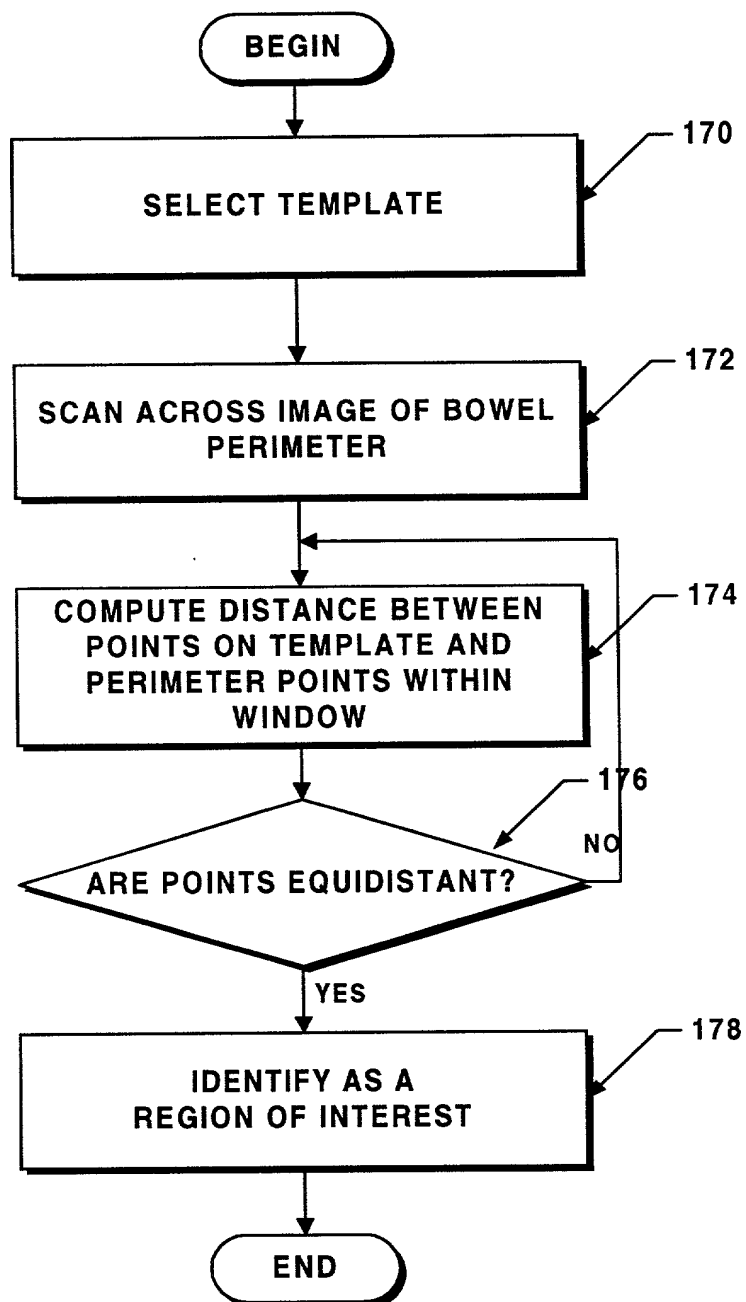 BEGIN
170
SELECT TEMPLATE
172
SCAN ACROSS IMAGE OF BOWEL
PERIMETER
174
COMPUTE DISTANCE BETWEEN
POINTS ON TEMPLATE AND
PERIMETER POINTS WITHIN
WINDOW
176
NO
ARE POINTS EQUIDISTANT?
YES
178
IDENTIFY AS A
REGION OF INTEREST
END